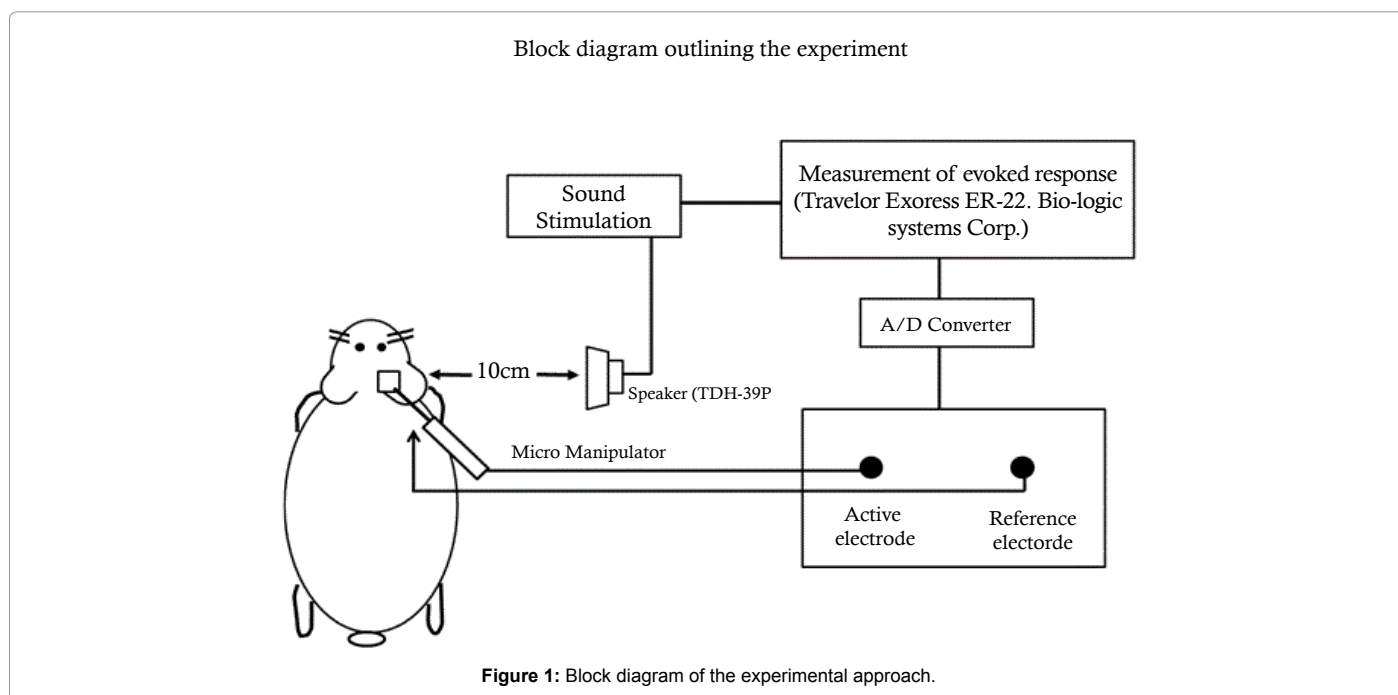 Block diagram outlining the experiment
Measurement of evoked response
(Travelor Exoress ER-22. Bio-logic
systems Corp.)
Sound
Stimulation
A/D Converter
10cm
Speaker (TDH-39P
Micro Manipulator
Active
electrode
Reference
electorde
Figure 1: Block diagram of the experimental approach.